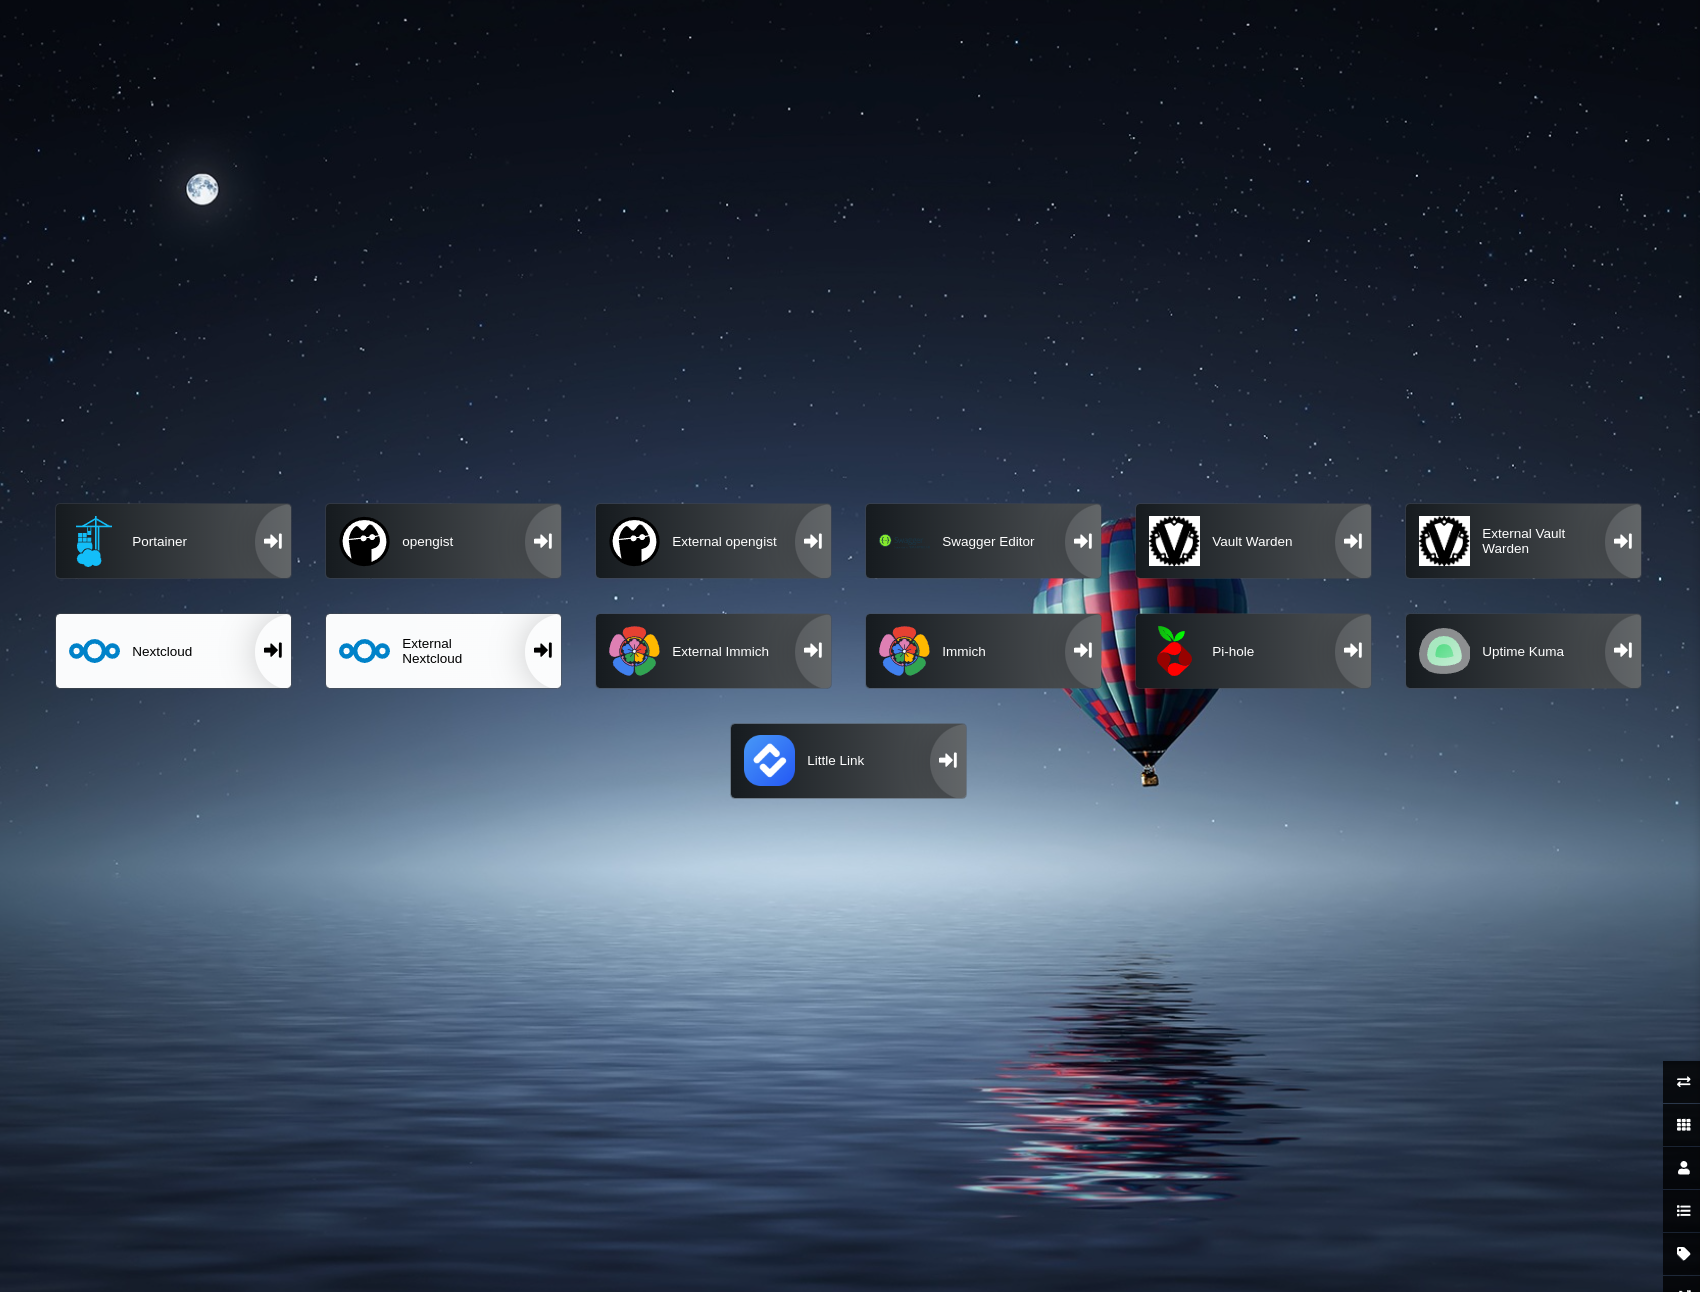 Portainer
opengist
External opengist
Swagger Editor
Vault Warden
External Vault
Warden
Nextcloud
External
Nextcloud
External Immich
Immich
Pi-hole
Uptime Kuma
Little Link